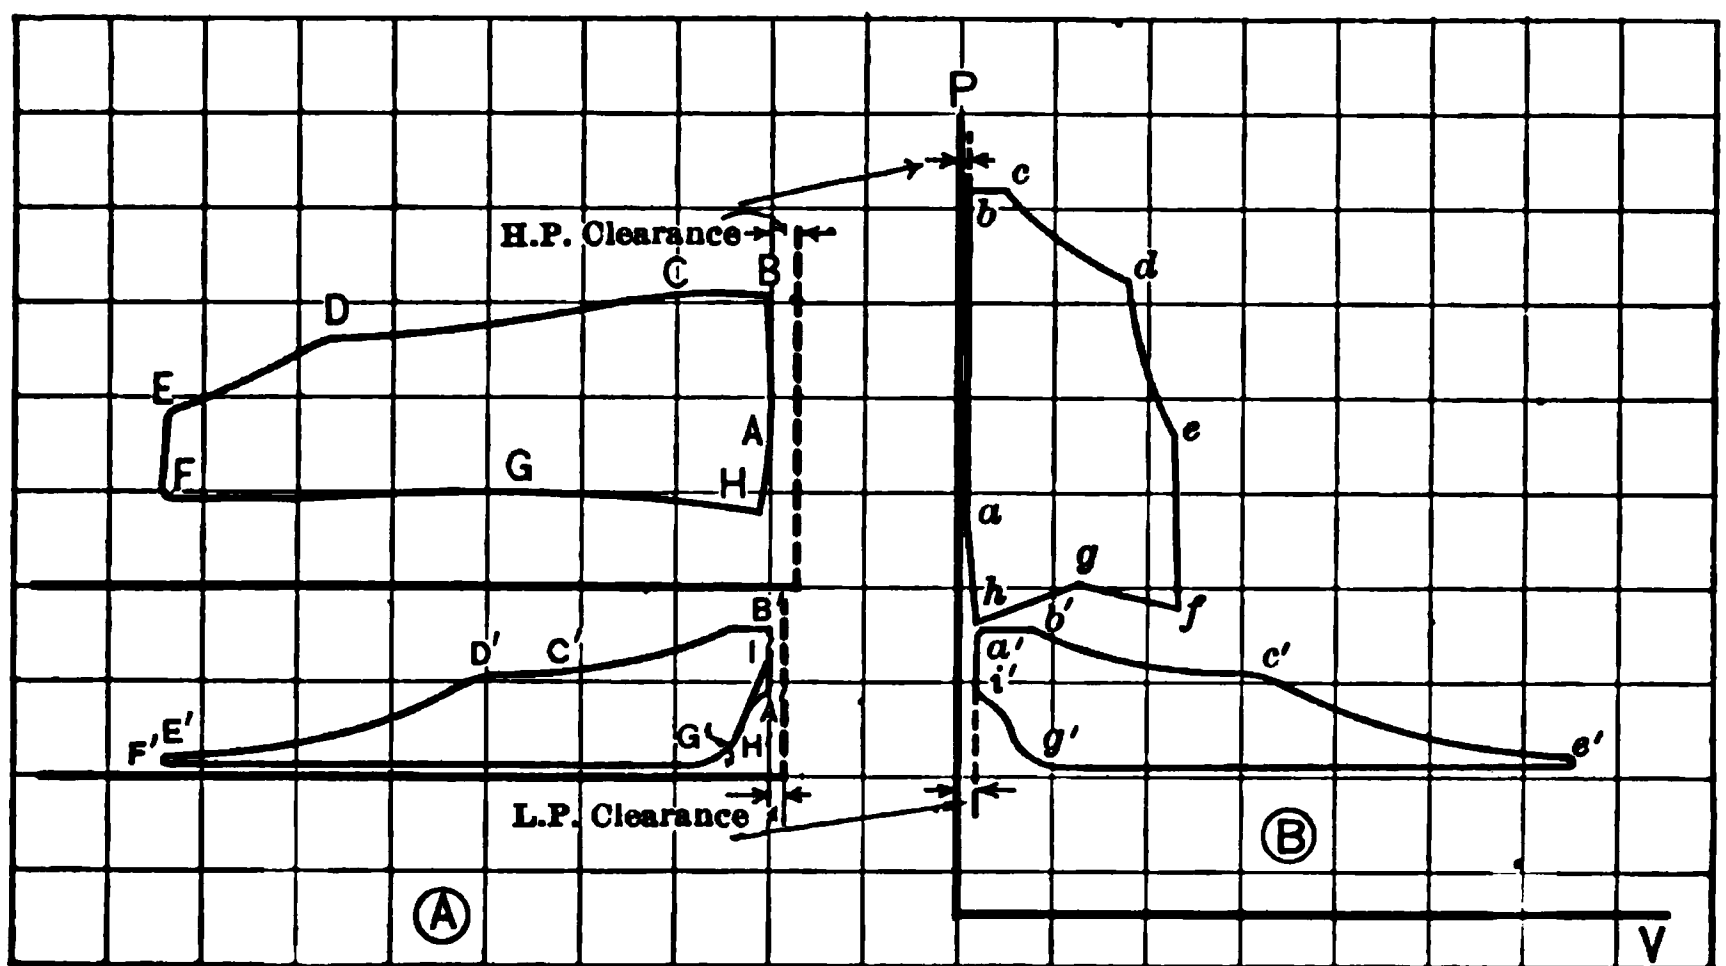 P
c
b
H.P. Clearance
C B
d
D
E
e
A
F G H
a
g
h
f
B
b'
D' C' I
a' c'
i'
A
F' E' G' H
g' e'
L.P. Clearance
B
A
V